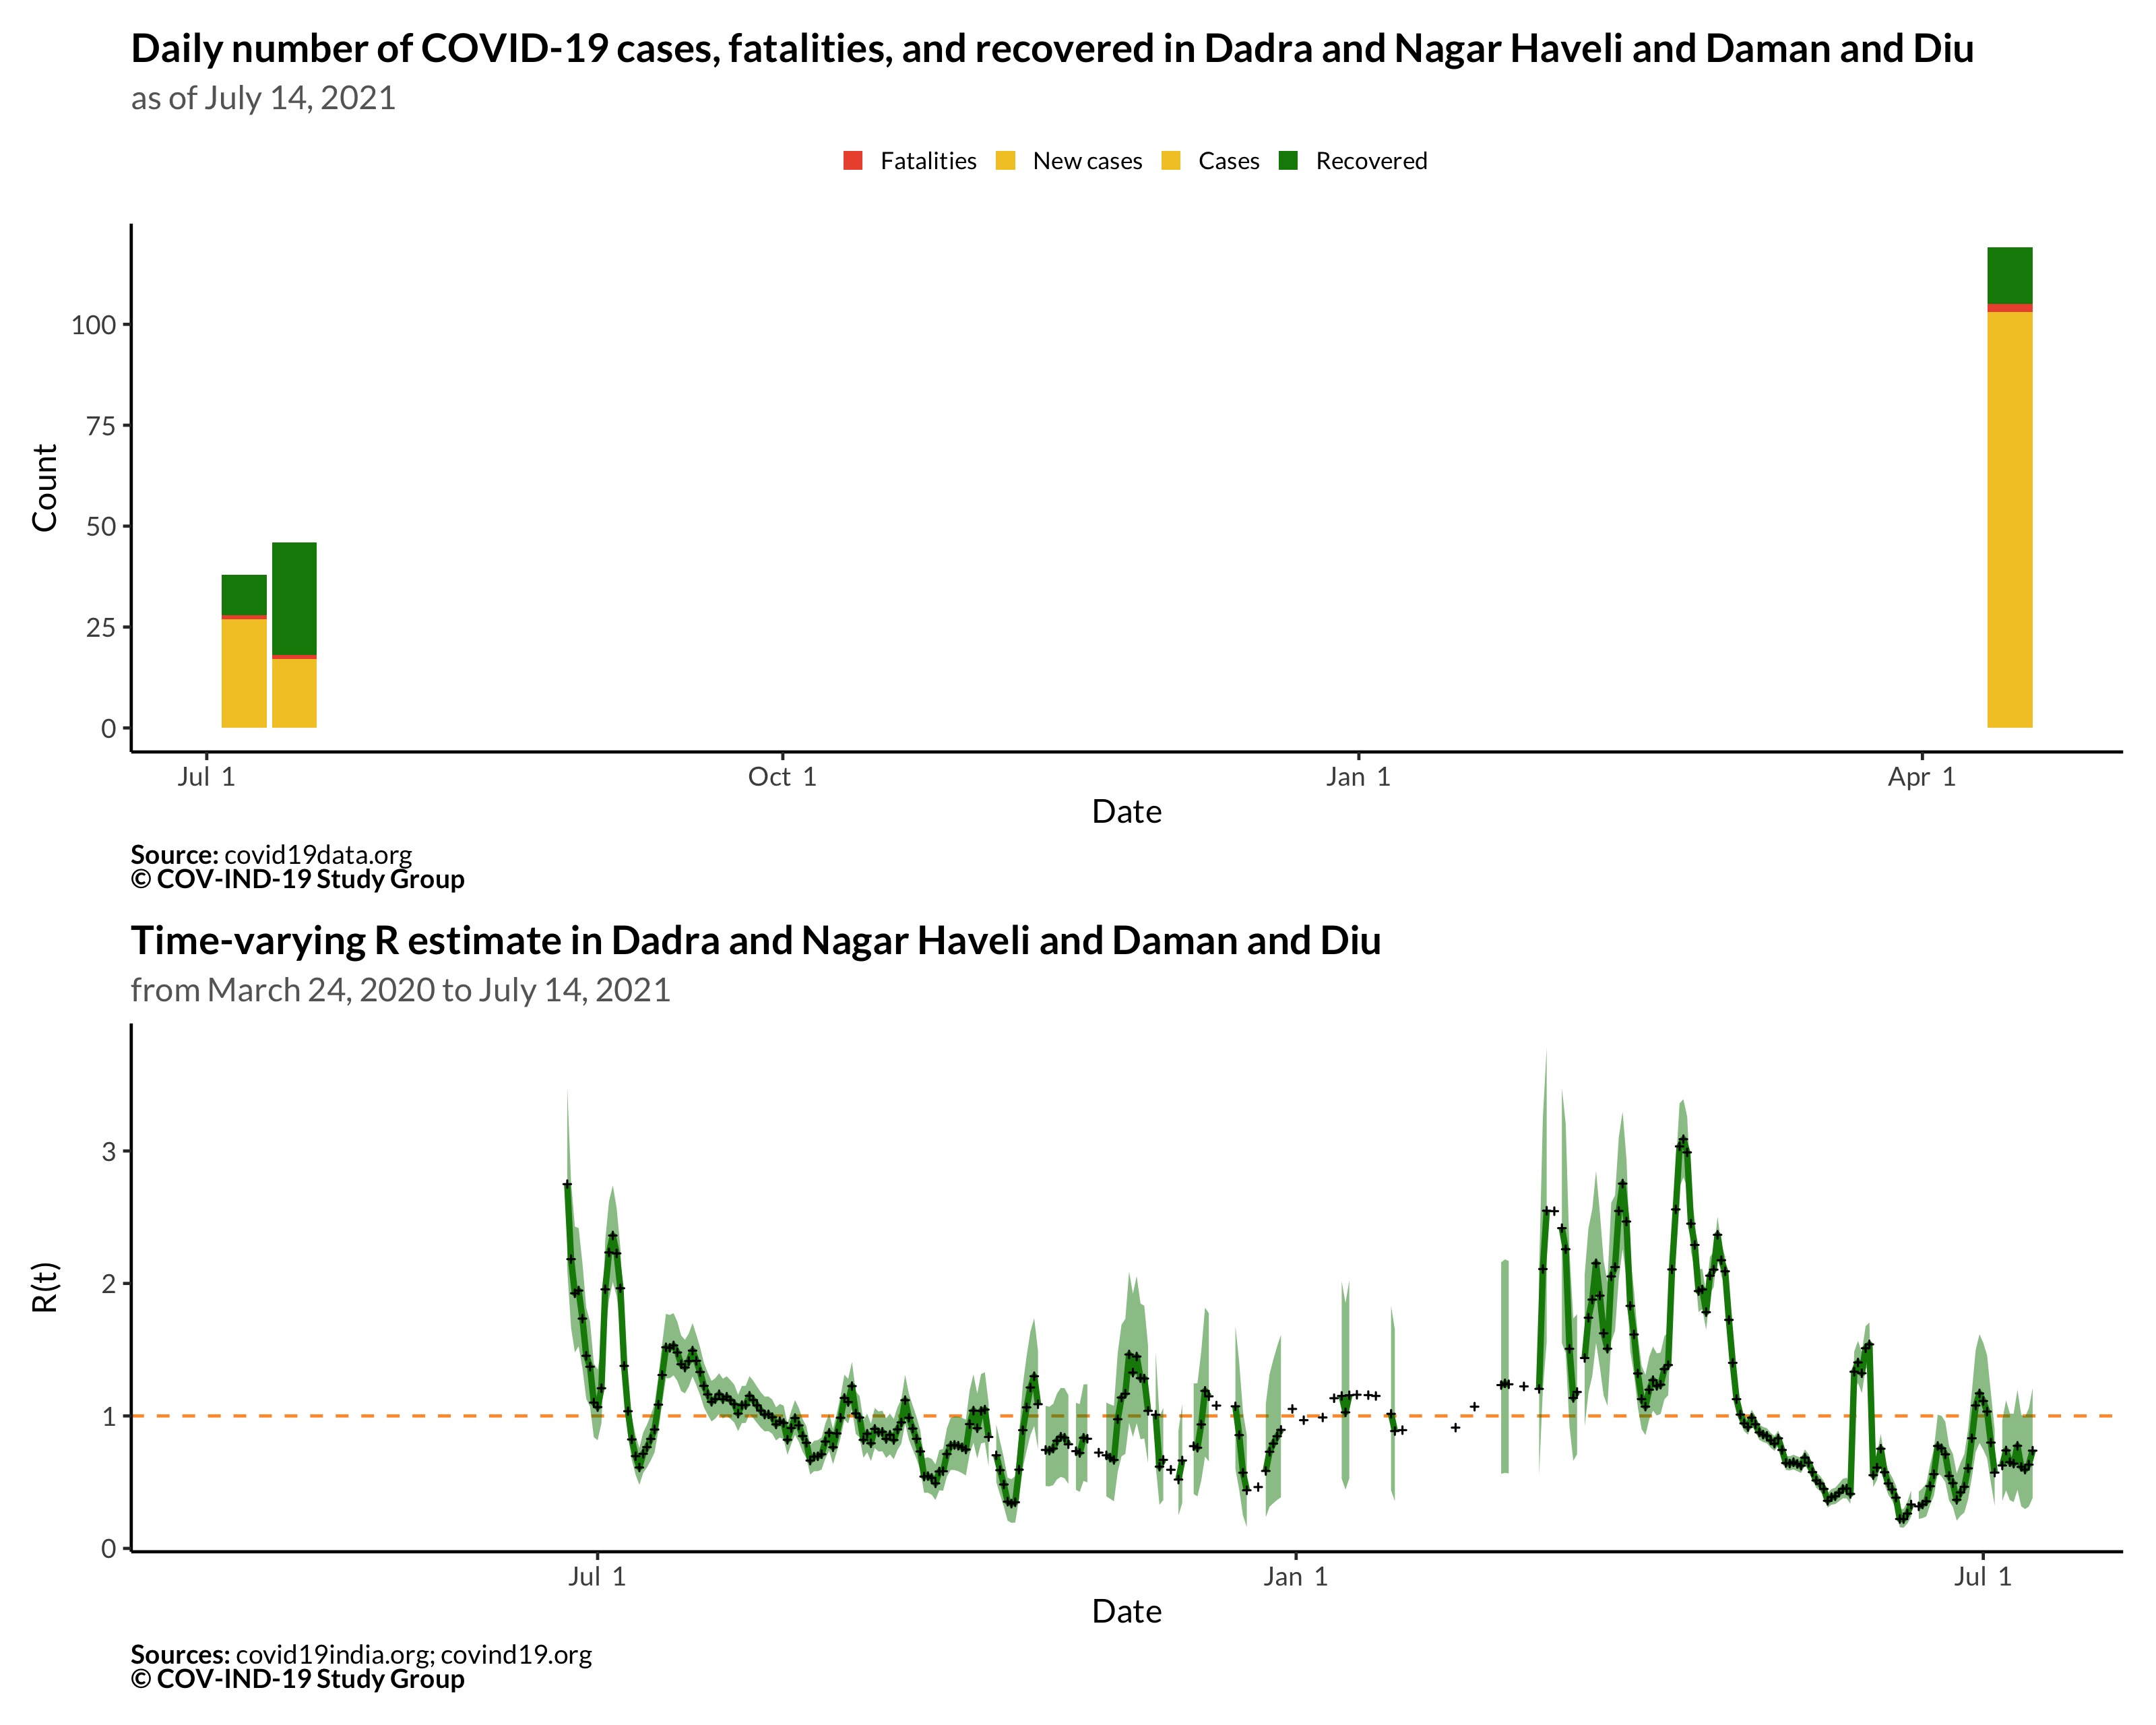 Daily number of COVID-19 cases, fatalities, and recovered in Dadra and Nagar Haveli and Daman and Diu
as of July 14, 2021
Fatalities New cases Cases Recovered
Count
100
75
50
25
0
Jul 1 Oct 1 Jan 1 Apr 1
Date
Source: covid19data.org
© COV-IND-19 Study Group
Time-varying R estimate in Dadra and Nagar Haveli and Daman and Diu
from March 24, 2020 to July 14, 2021
R(t)
3
2
1
0
Jul 1 Jan 1 Jul 1
Date
Sources: covid19india.org; covind19.org
© COV-IND-19 Study Group